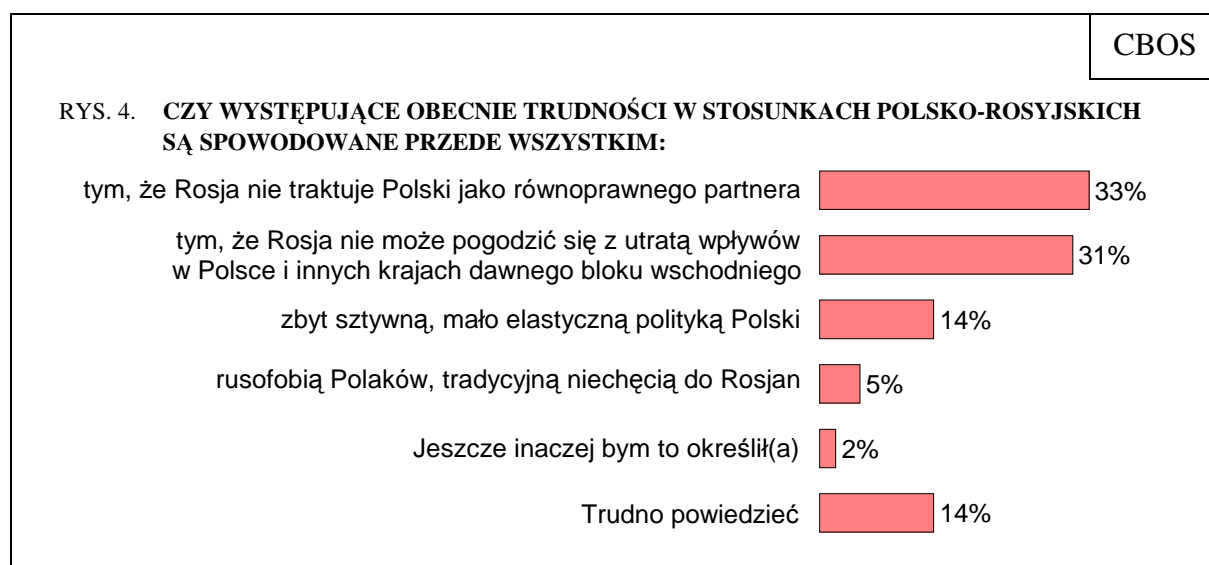 CBOS
RYS. 4. CZY WYSTĘPUJĄCE OBECNIE TRUDNOŚCI W STOSUNKACH POLSKO-ROSYJSKICH
SĄ SPOWODOWANE PRZEDE WSZYSTKIM:
tym, że Rosja nie traktuje Polski jako równoprawnego partnera 33%
tym, że Rosja nie może pogodzić się z utratą wpływów
w Polsce i innych krajach dawnego bloku wschodniego 31%
zbyt sztywną, mało elastyczną polityką Polski 14%
rusofobią Polaków, tradycyjną niechęcią do Rosjan 5%
Jeszcze inaczej bym to określił(a) 2%
Trudno powiedzieć 14%